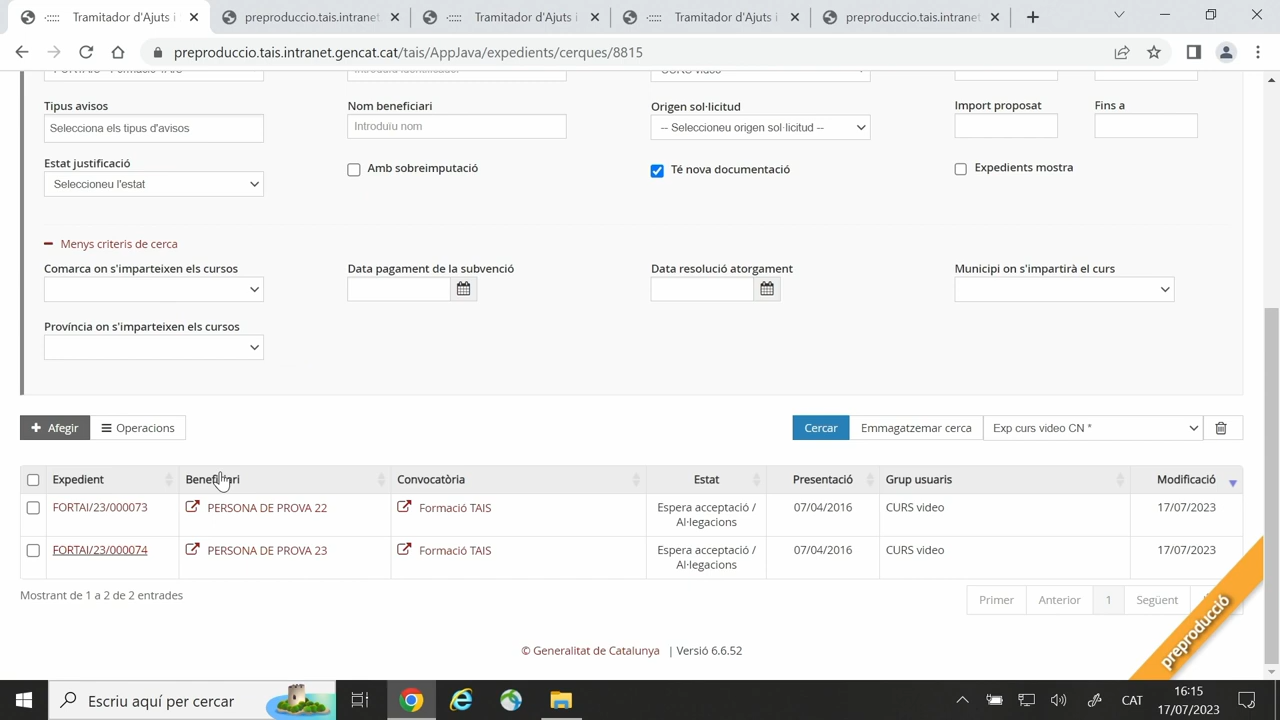 Tramitador d'Ajuts i
preproduccio.tais.intranet
Tramitador d'Ajuts i
Tramitador d'Ajuts i
preproduccio.tais.intranet
preproduccio.tais.intranet.gencat.cat/tais/AppJava/expedients/cerques/8815
Tipus avisos
Nom beneficiari
Origen sol·licitud
Import proposat
Fins a
Selecciona els tipus d'avisos
Introduïu nom
-- Seleccioneu origen sol·licitud --
Estat justificació
Seleccioneu l'estat
Amb sobreimputació
Té nova documentació
Expedients mostra
Menys criteris de cerca
Comarca on s'imparteixen els cursos
Data pagament de la subvenció
Data resolució atorgament
Municipi on s'impartirà el curs
Província on s'imparteixen els cursos
Afegir
Operacions
Cercar
Emmagatzemar cerca
Exp curs video CN *
Expedient
Beneficiari
Convocatòria
Estat
Presentació
Grup usuaris
Modificació
FORTAI/23/000073
PERSONA DE PROVA 22
Formació TAIS
Espera acceptació /
Al·legacions
07/04/2016
CURS video
17/07/2023
FORTAI/23/000074
PERSONA DE PROVA 23
Formació TAIS
Espera acceptació /
Al·legacions
07/04/2016
CURS video
17/07/2023
Mostrant de 1 a 2 de 2 entrades
Primer
Anterior
1
Següent
preproducció
© Generalitat de Catalunya | Versió 6.6.52
Escriu aquí per cercar
CAT
16:15
17/07/2023